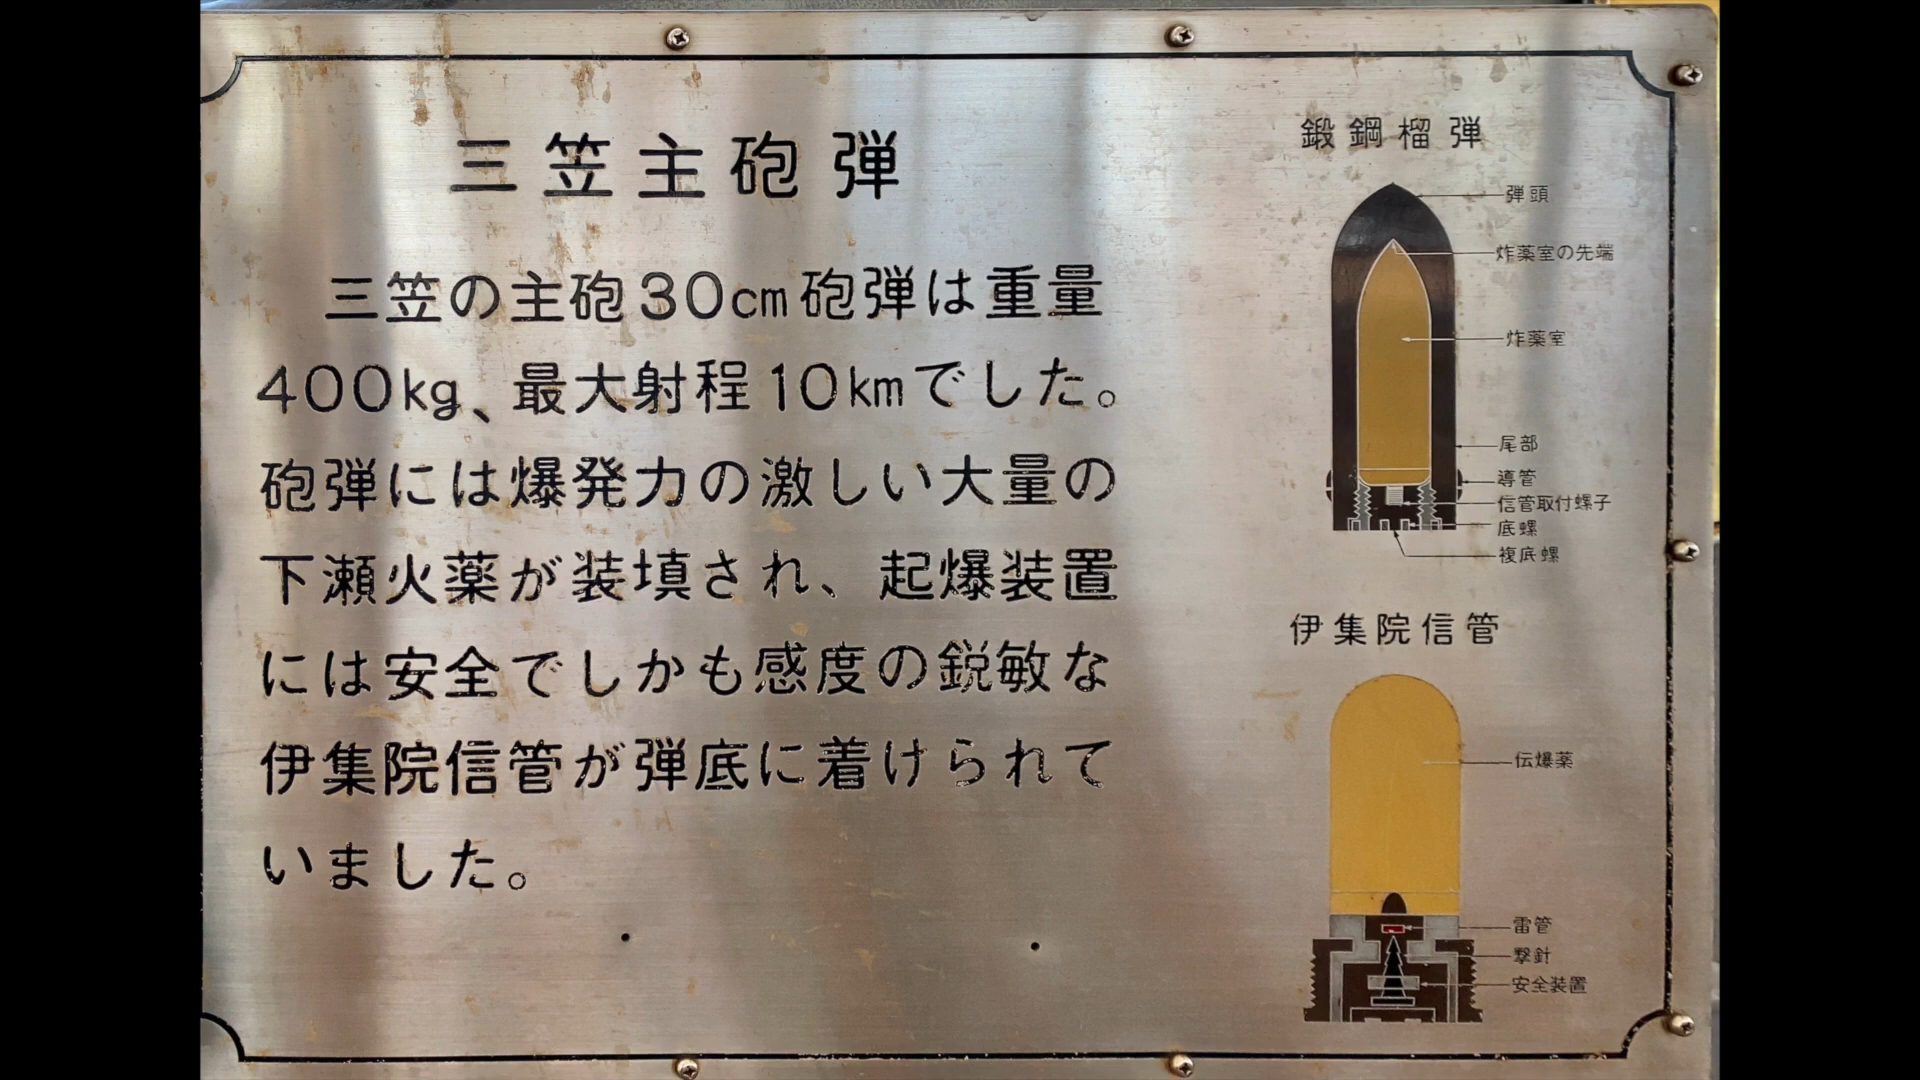 三笠主砲弾
三笠の主砲30cm砲弾は重量
400kg、最大射程10kmでした。
砲弾には爆発力の激しい大量の
下瀬火薬が装填され、起爆装置
には安全でしかも感度の鋭敏な
伊集院信管が弾底に着けられて
いました。
鍛鋼榴弾
弾頭
炸薬室の先端
炸薬室
尾部
導管
信管取付螺子
底螺
複底螺
伊集院信管
伝爆薬
雷管
撃針
安全装置